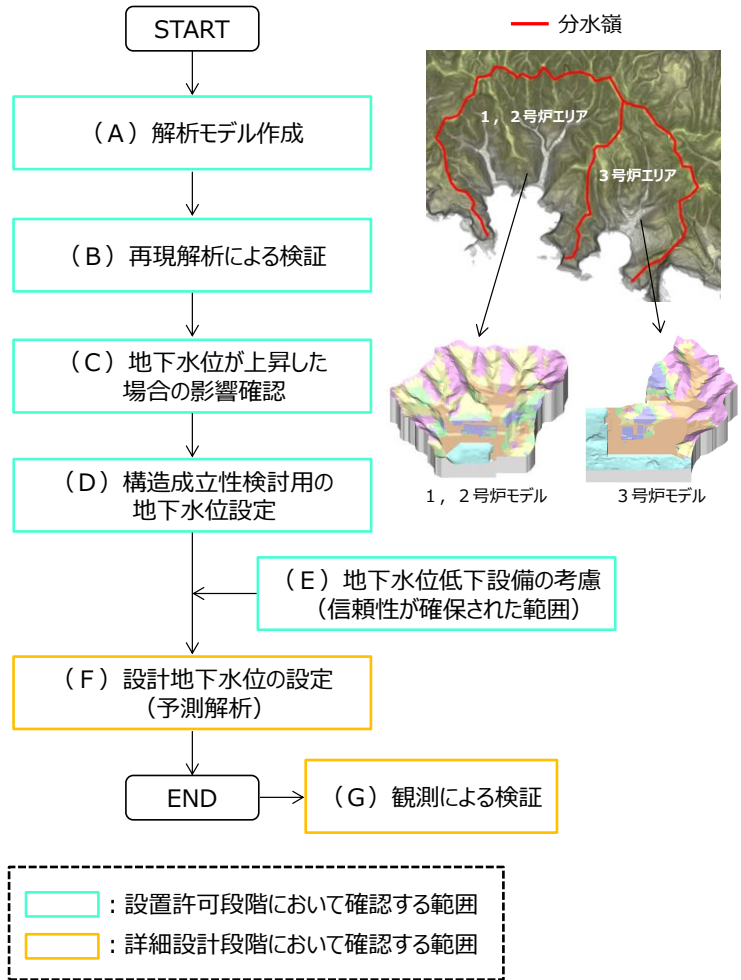 START
(A)解析モデル作成
(B)再現解析による検証
(C)地下水位が上昇した
場合の影響確認
(D)構造成立性検討用の
地下水位設定
(E)地下水位低下設備の考慮
(信頼性が確保された範囲)
(F)設計地下水位の設定
(予測解析)
END
(G)観測による検証
分水嶺
1,2号炉エリア
3号炉エリア
1,2号炉モデル
3号炉モデル
:設置許可段階において確認する範囲
:詳細設計段階において確認する範囲